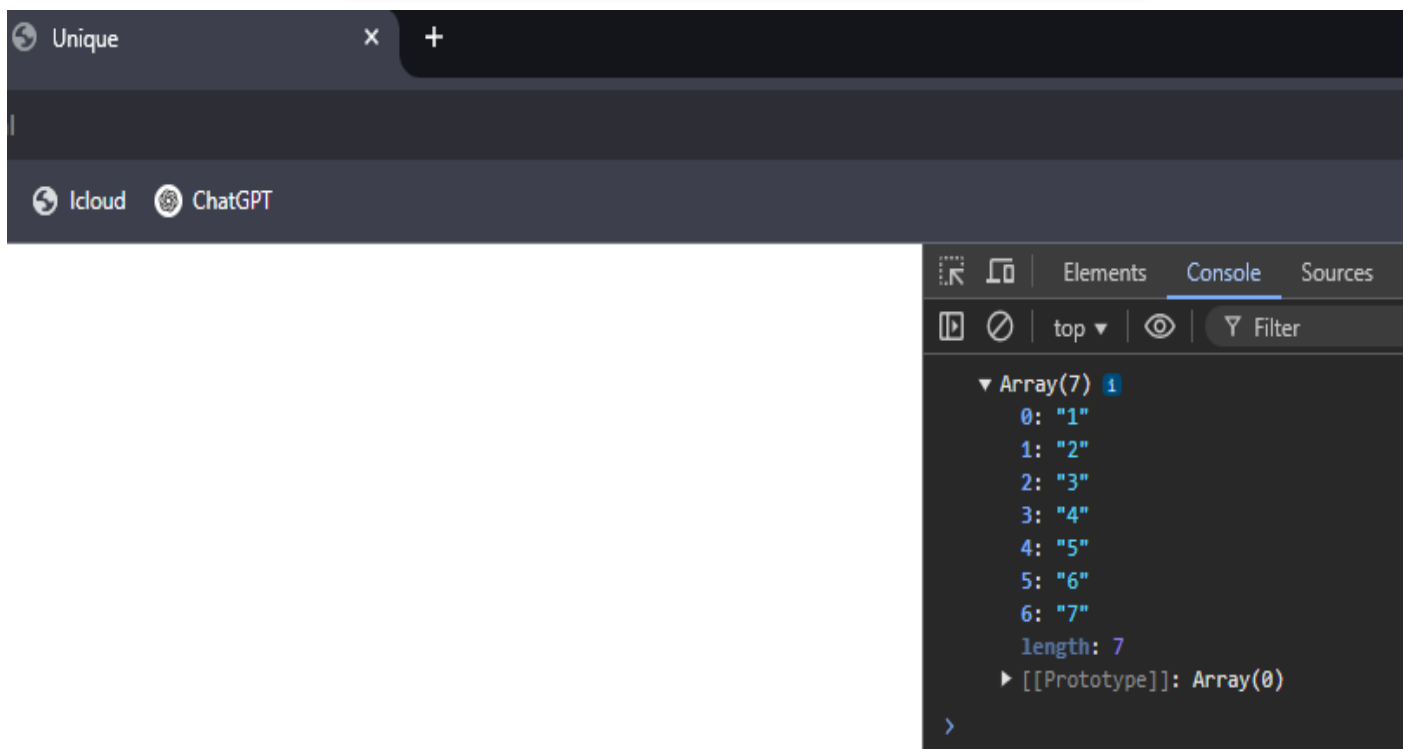 Unique
Icloud ChatGPT
Elements Console Sources
top Filter
Array(7) i
0: "1"
1: "2"
2: "3"
3: "4"
4: "5"
5: "6"
6: "7"
length: 7
[[Prototype]]: Array(0)